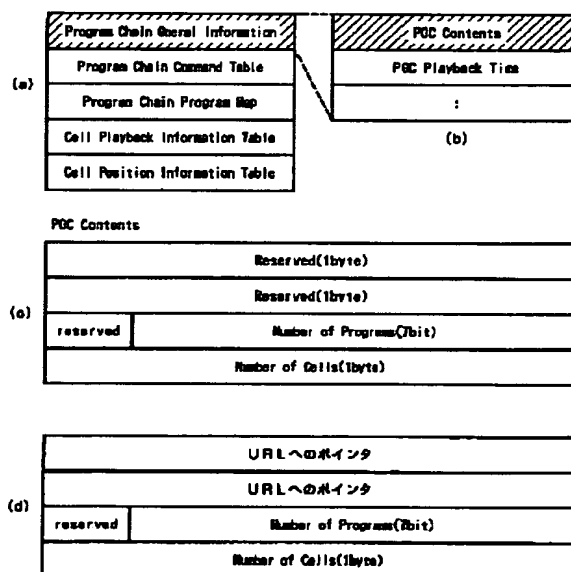 Program Chain Goneral Information
Program Chain Command Table
Program Chain Program Map
Cell Playback Information Table
Cell Position Information Table
(a)
PGC Contents
PGC Playback Time
:
(b)
PGC Contents
Reserved(1byte)
Reserved(1byte)
reserved
Number of Programs(7bit)
Number of Cells(1byte)
(c)
URLへのポインタ
URLへのポインタ
reserved
Number of Programs(7bit)
Number of Cells(1byte)
(d)